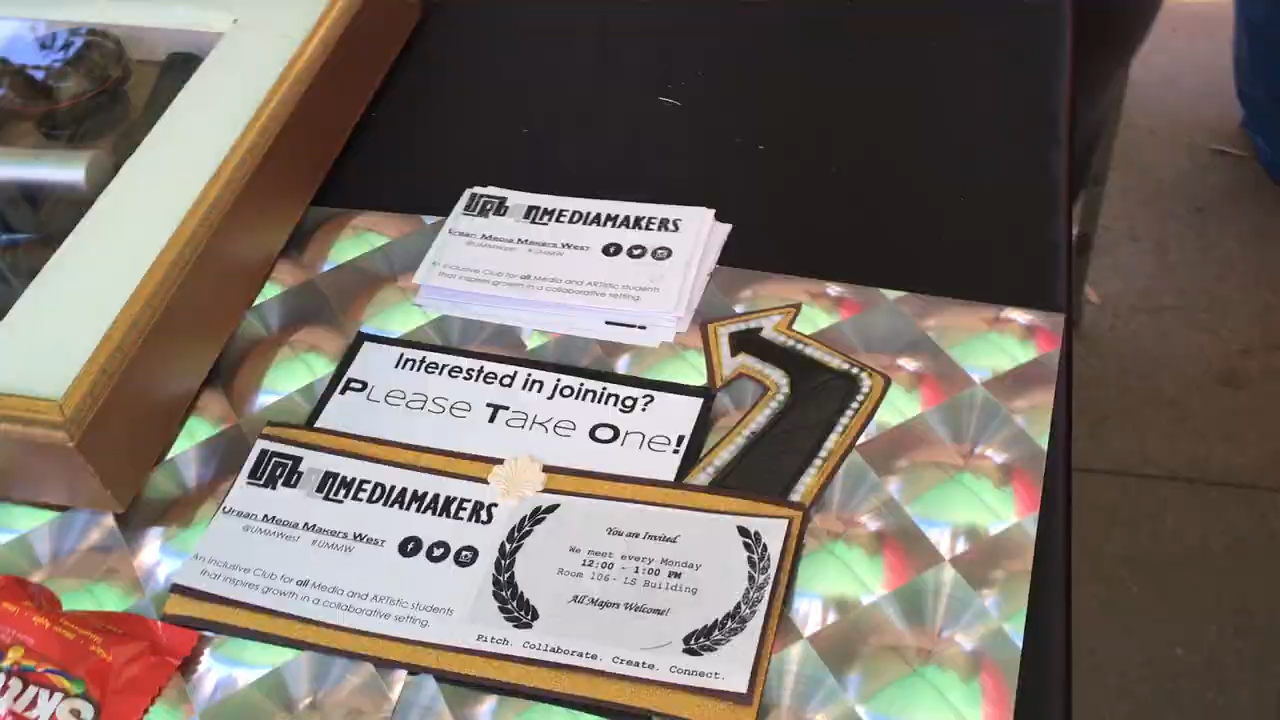 UrbanMEDIAMAKERS
Urban Media Makers West
@UMMWest #UMMW
An Inclusive Club for all Media and ARTistic students
that inspires growth in a collaborative setting.
Interested in joining?
PLease Take One!
UrbanMEDIAMAKERS
Urban Media Makers West
@UMMWest #UMMW
An Inclusive Club for all Media and ARTistic students
that inspires growth in a collaborative setting.
You are Invited
We meet every Monday
12:00 - 1:00 PM
Room 106- LS Building
All Majors Welcome!
Pitch. Collaborate. Create. Connect.